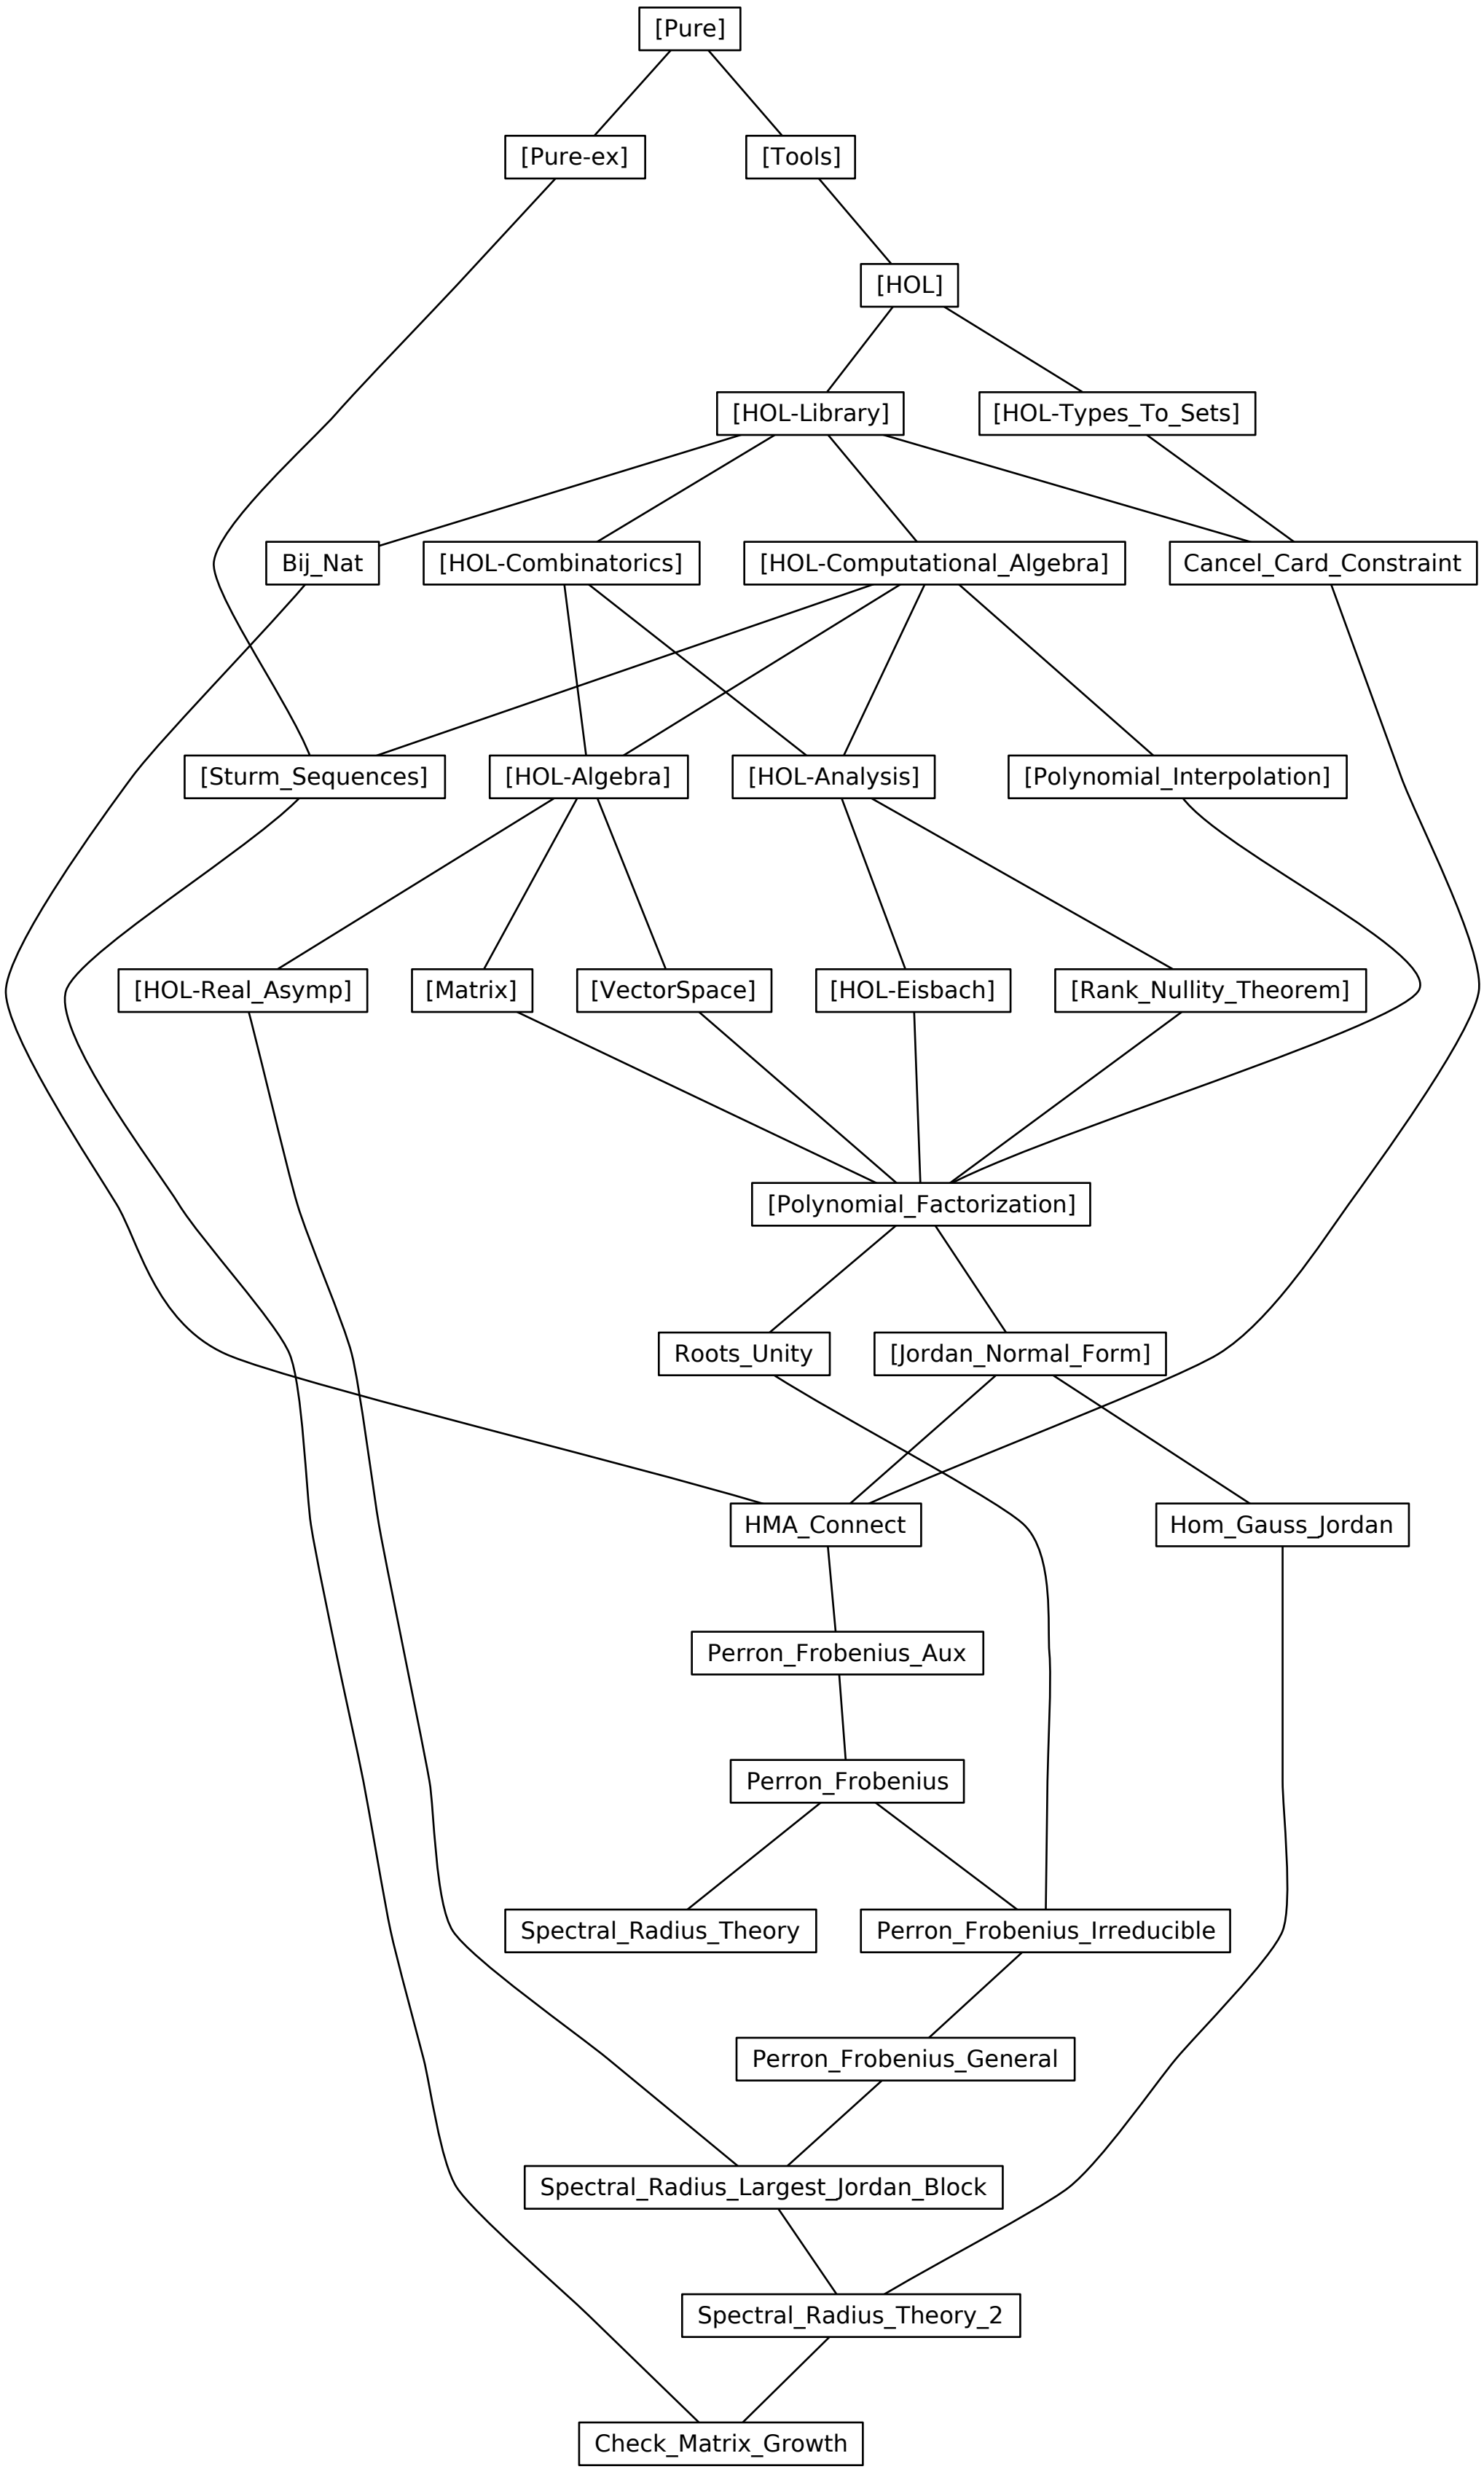 [Pure]
[Pure-ex]
[Tools]
[HOL]
[HOL-Library]
[HOL-Types_To_Sets]
Bij_Nat
[HOL-Combinatorics]
[HOL-Computational_Algebra]
Cancel_Card_Constraint
[Sturm_Sequences]
[HOL-Algebra]
[HOL-Analysis]
[Polynomial_Interpolation]
[HOL-Real_Asymp]
[Matrix]
[VectorSpace]
[HOL-Eisbach]
[Rank_Nullity_Theorem]
[Polynomial_Factorization]
Roots_Unity
[Jordan_Normal_Form]
HMA_Connect
Hom_Gauss_Jordan
Perron_Frobenius_Aux
Perron_Frobenius
Spectral_Radius_Theory
Perron_Frobenius_Irreducible
Perron_Frobenius_General
Spectral_Radius_Largest_Jordan_Block
Spectral_Radius_Theory_2
Check_Matrix_Growth